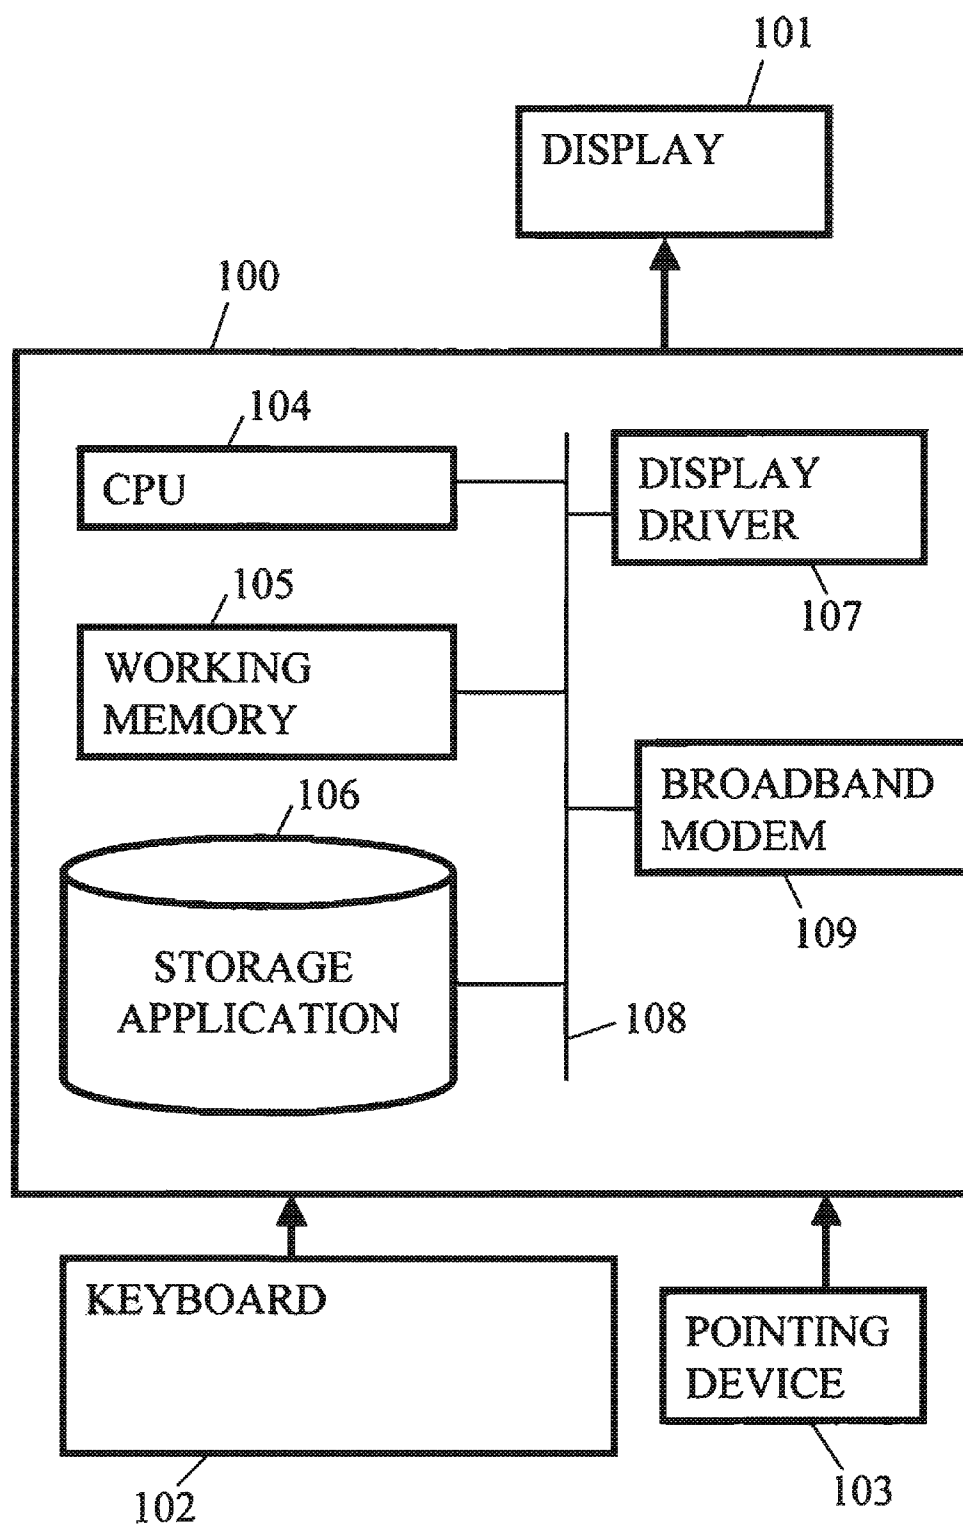 101
DISPLAY
100
104
CPU
DISPLAY
DRIVER
107
105
WORKING
MEMORY
BROADBAND
MODEM
109
106
STORAGE
APPLICATION
108
KEYBOARD
102
POINTING
DEVICE
103